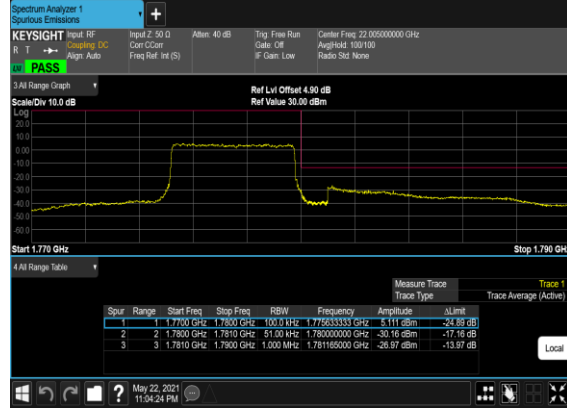 Spectrum Analyzer 1
Spurious Emissions
+
KEYSIGHT Input: RF Input Z: 50 Ω Atten: 40 dB Trig: Free Run Center Freq: 22.005000000 GHz
R T Coupling: DC Corr CCorr Gate: Off Avg|Hold: 100/100
Align: Auto Freq Ref: Int (S) IF Gain: Low Radio Std: None
PASS
3 All Range Graph
Ref Lvl Offset 4.90 dB
Scale/Div 10.0 dB Ref Value 30.00 dBm
Log
20.0
10.0
0.00
-10.0
-20.0
-30.0
-40.0
-50.0
-60.0
Start 1.770 GHz Stop 1.790 GH
4 All Range Table
Measure Trace Trace 1
Trace Type Trace Average (Active)
Spur Range Start Freq Stop Freq RBW Frequency Amplitude ΔLimit
1 1 1.7700 GHz 1.7800 GHz 100.0 kHz 1.775633333 GHz 5.111 dBm -24.89 dB
2 2 1.7800 GHz 1.7810 GHz 51.00 kHz 1.780000000 GHz -30.16 dBm -17.16 dB
3 3 1.7810 GHz 1.7900 GHz 1.000 MHz 1.781165000 GHz -26.97 dBm -13.97 dB
Local
? May 22, 2021
11:04:24 PM